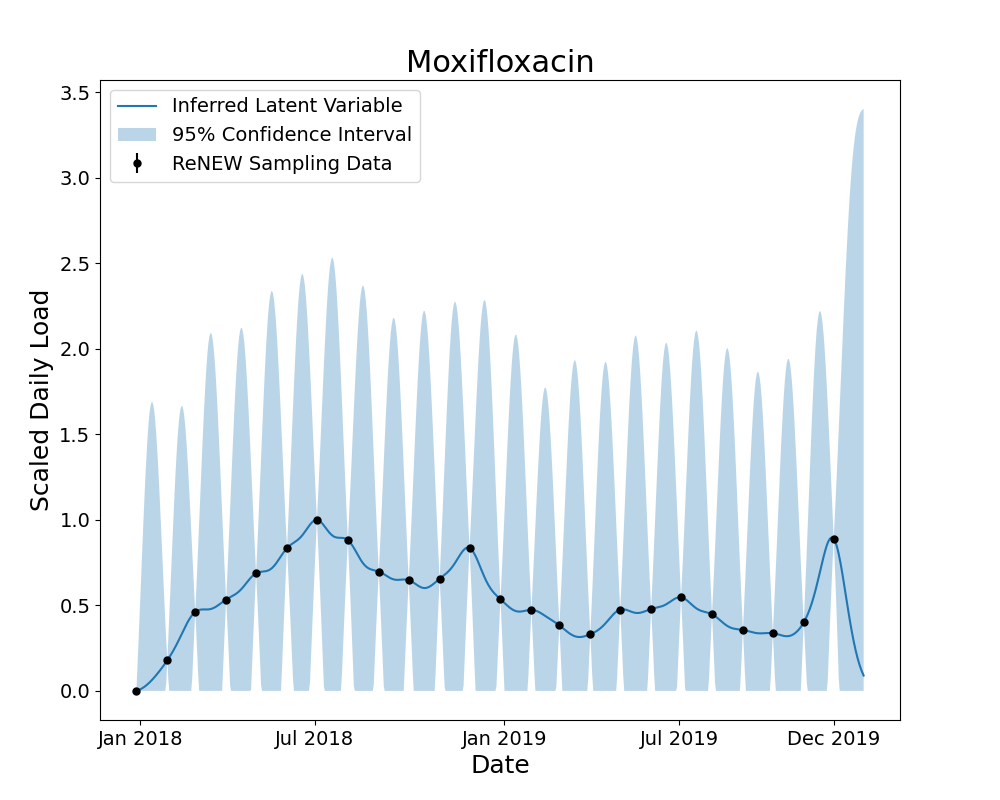 Moxifloxacin
3.5
3.0
2.5
2.0
1.5
1.0
0.5
0.0
Scaled Daily Load
Inferred Latent Variable
95% Confidence Interval
ReNEW Sampling Data
Jan 2018
Jul 2018
Jan 2019
Jul 2019
Dec 2019
Date